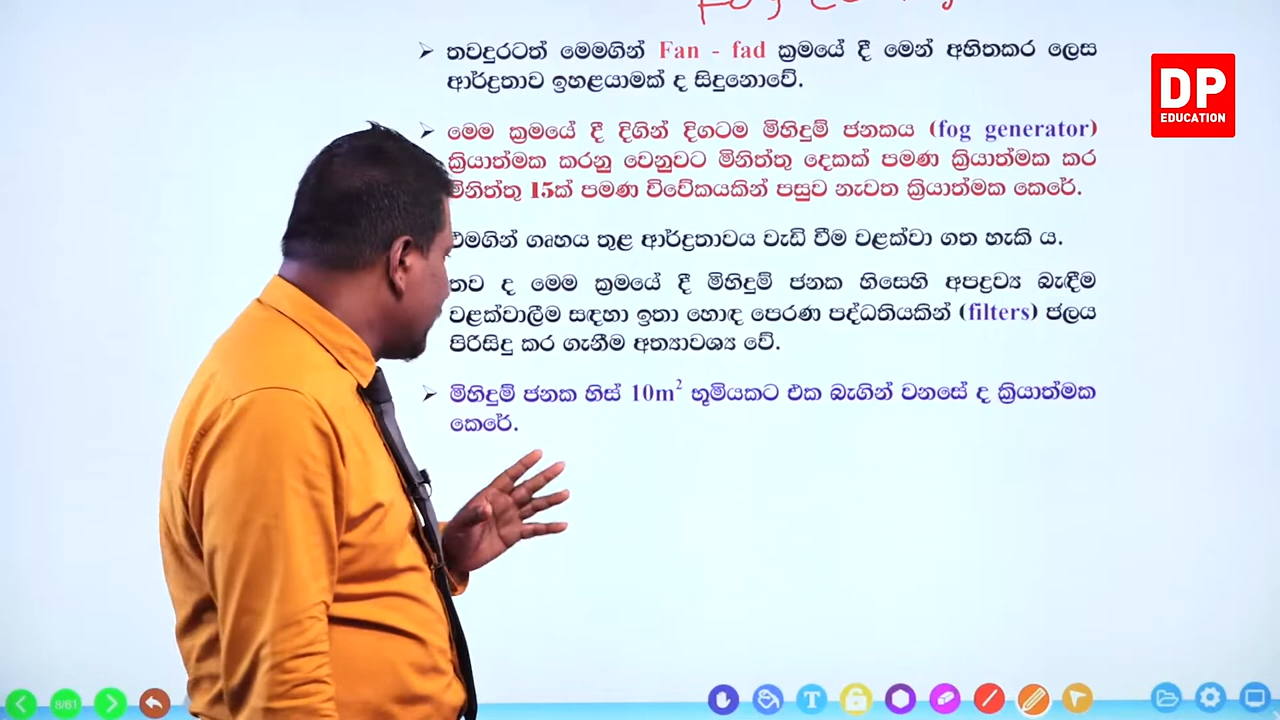 තවදුරටත් මෙමගින් Fan - fad ක්‍රමයේ දී මෙන් අහිතකර ලෙස
ආර්ද්‍රතාව ඉහළයාමක් ද සිදුනොවේ.
DP
EDUCATION
මෙම ක්‍රමයේ දී දිගින් දිගටම මිහිදුම් ජනකය (fog generator)
ක්‍රියාත්මක කරනු වෙනුවට මිනිත්තු දෙකක් පමණ ක්‍රියාත්මක කර
මිනිත්තු 15ක් පමණ විවේකයකින් පසුව නැවත ක්‍රියාත්මක කෙරේ.
එමගින් ගෘහය තුළ ආර්ද්‍රතාවය වැඩි වීම වළක්වා ගත හැකි ය.
තව ද මෙම ක්‍රමයේ දී මිහිදුම් ජනක හිසෙහි අපද්‍රව්‍ය බැඳීම
වළක්වාලීම සඳහා ඉතා හොඳ පෙරණ පද්ධතියකින් (filters) ජලය
පිරිසිදු කර ගැනීම අත්‍යාවශ්‍ය වේ.
මිහිදුම් ජනක හිස් 10m² භූමියකට එක බැගින් වනසේ ද ක්‍රියාත්මක
කෙරේ.
8/61